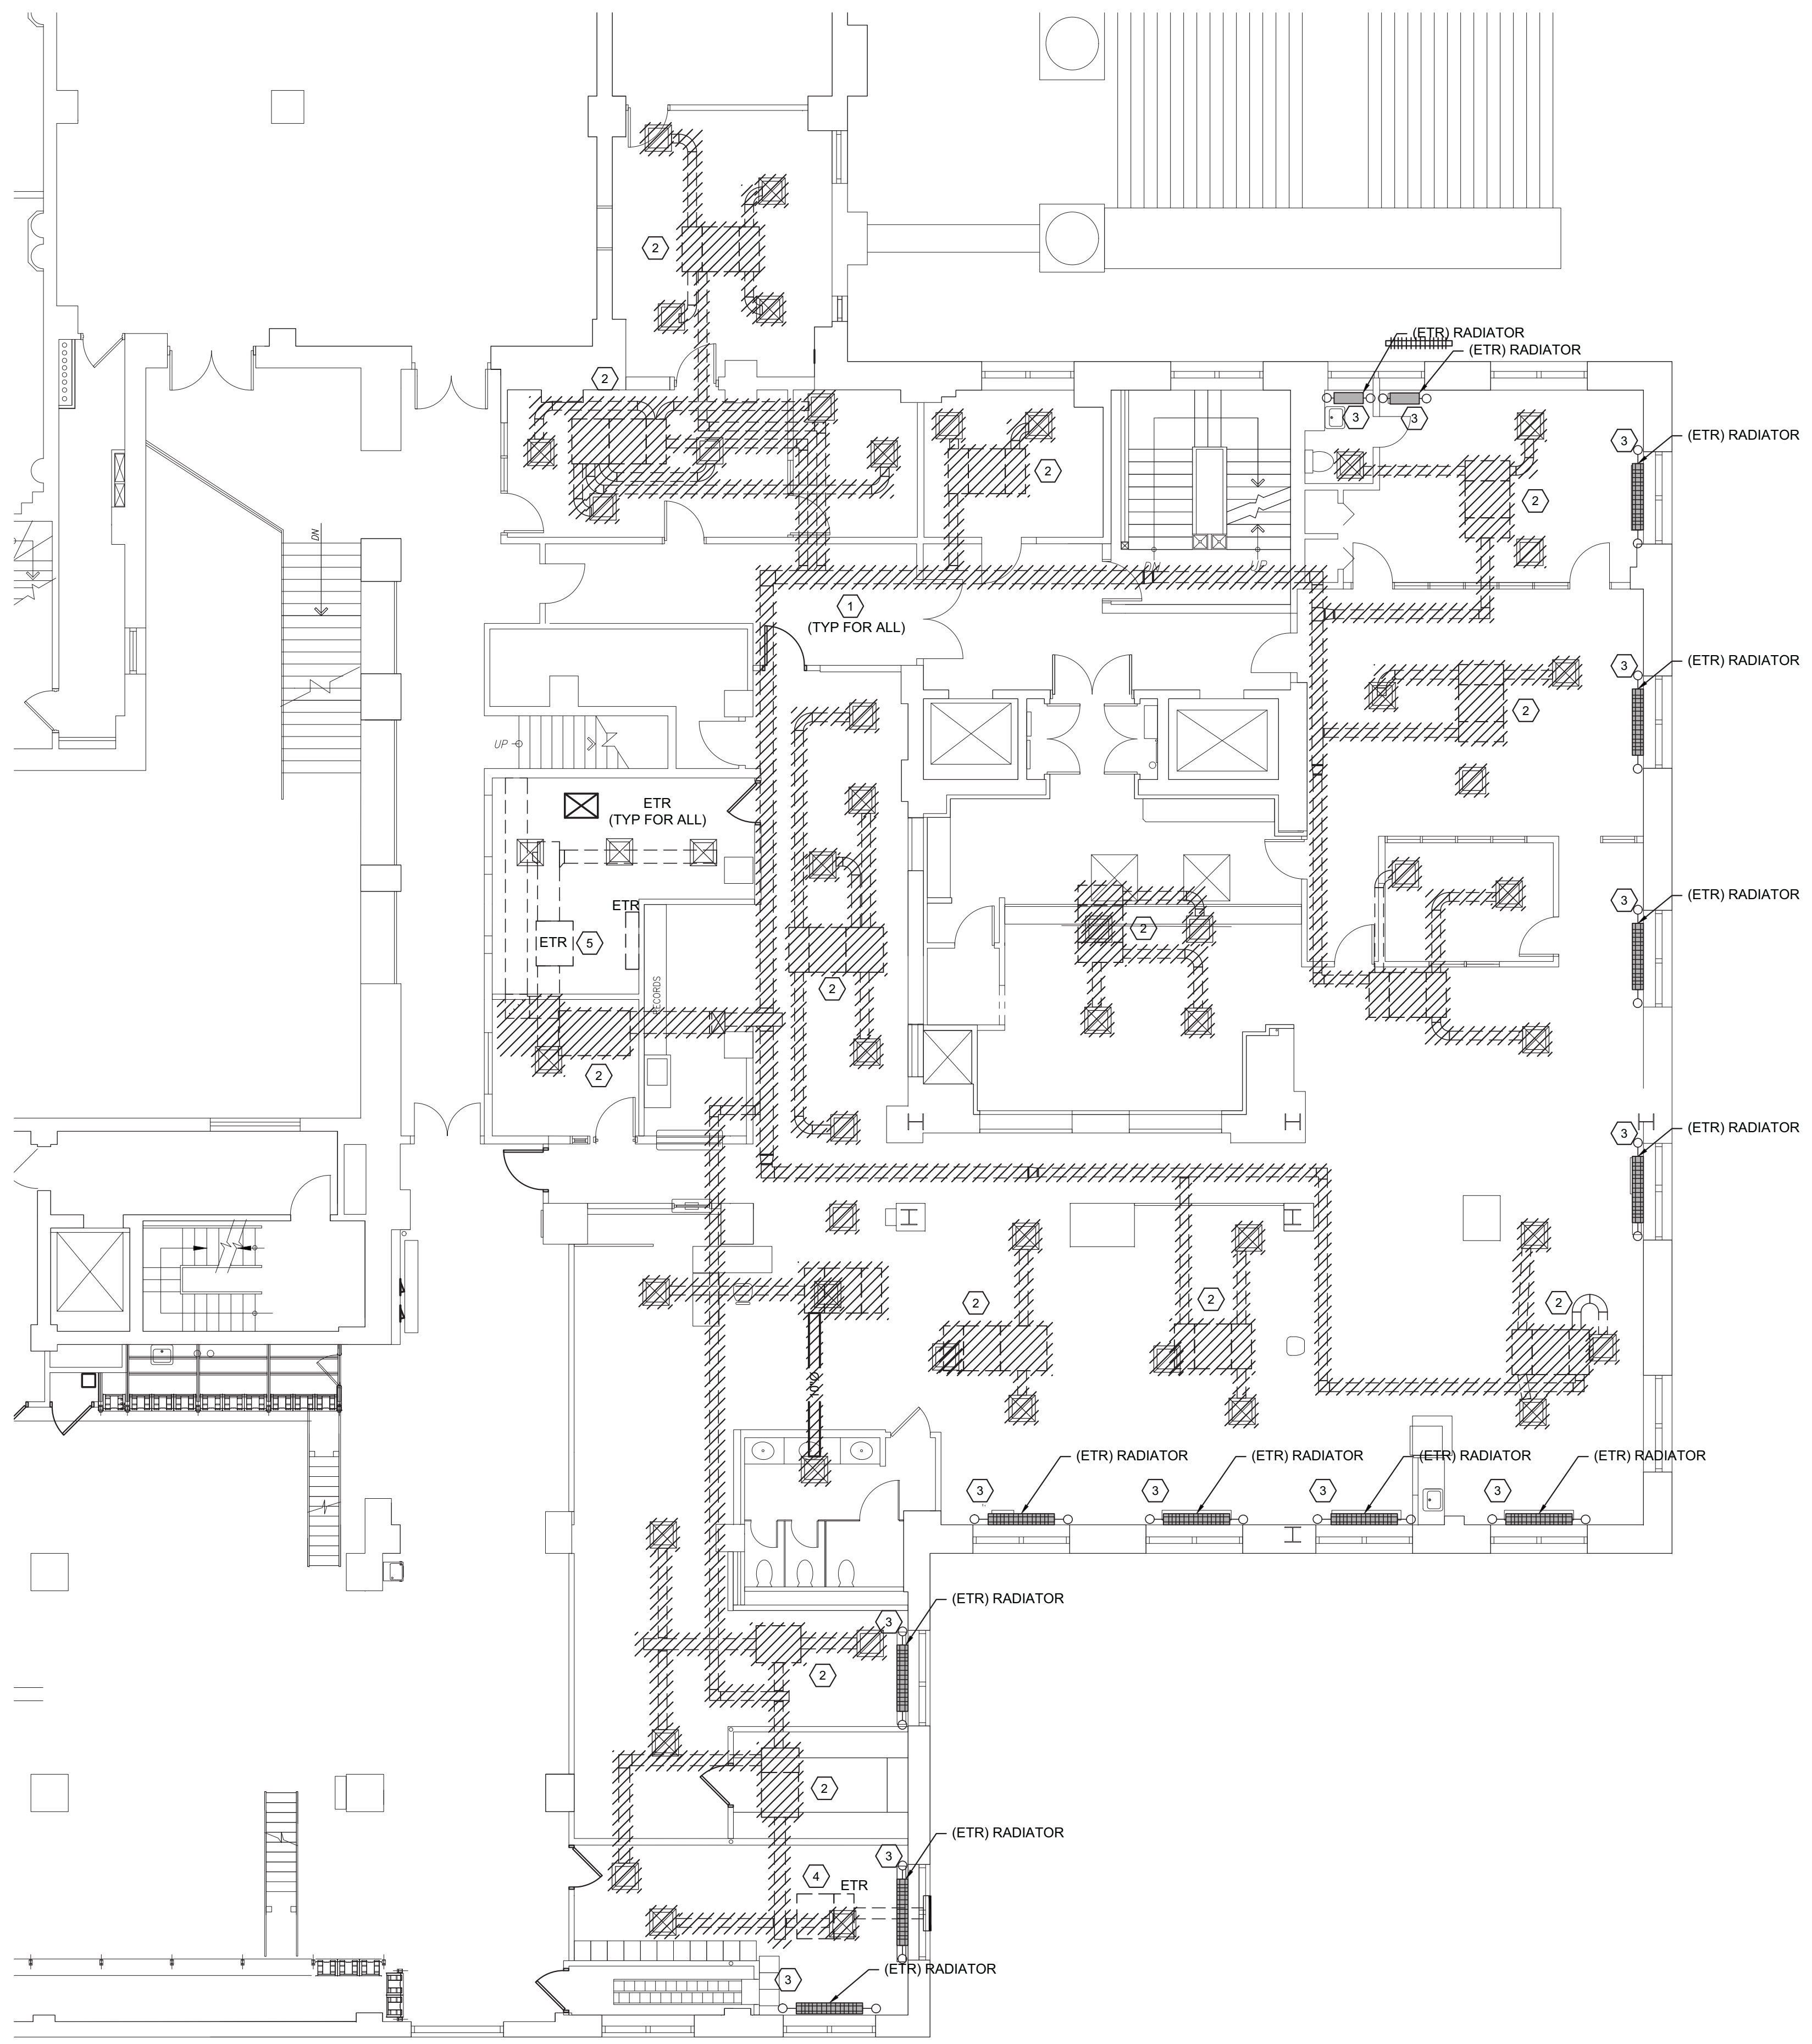 2
(ETR) RADIATOR
(ETR) RADIATOR
2
3
3
3
(ETR) RADIATOR
2
2
DN
DN
UP
1
(TYP FOR ALL)
3
(ETR) RADIATOR
2
UP
ETR
(TYP FOR ALL)
3
(ETR) RADIATOR
ETR
ETR
5
2
RECORDS
2
2
3
(ETR) RADIATOR
2
2
2
10/10
(ETR) RADIATOR
(ETR) RADIATOR
(ETR) RADIATOR
(ETR) RADIATOR
3
3
3
3
(ETR) RADIATOR
3
2
2
(ETR) RADIATOR
3
4
ETR
(ETR) RADIATOR
3